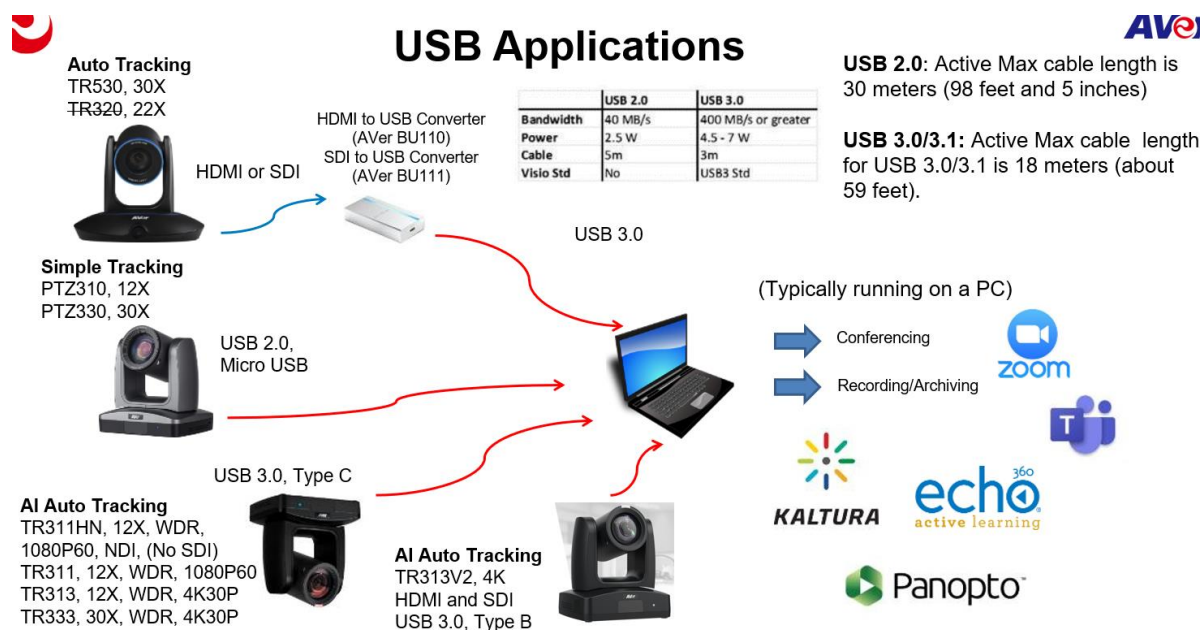 USB Applications
Auto Tracking
TR530, 30X
TR320, 22X
HDMI or SDI
HDMI to USB Converter
(AVer BU110)
SDI to USB Converter
(AVer BU111)
USB 2.0 USB 3.0
Bandwidth 40 MB/s 400 MB/s or greater
Power 2.5 W 4.5 - 7 W
Cable 5m 3m
Visio Std No USB3 Std
USB 2.0: Active Max cable length is
30 meters (98 feet and 5 inches)
USB 3.0/3.1: Active Max cable length
for USB 3.0/3.1 is 18 meters (about
59 feet).
USB 3.0
Simple Tracking
PTZ310, 12X
PTZ330, 30X
USB 2.0,
Micro USB
(Typically running on a PC)
Conferencing
Recording/Archiving
zoom
T
KALTURA
echo360
active learning
Panopto
USB 3.0, Type C
AI Auto Tracking
TR311HN, 12X, WDR,
1080P60, NDI, (No SDI)
TR311, 12X, WDR, 1080P60
TR313, 12X, WDR, 4K30P
TR333, 30X, WDR, 4K30P
AI Auto Tracking
TR313V2, 4K
HDMI and SDI
USB 3.0, Type B